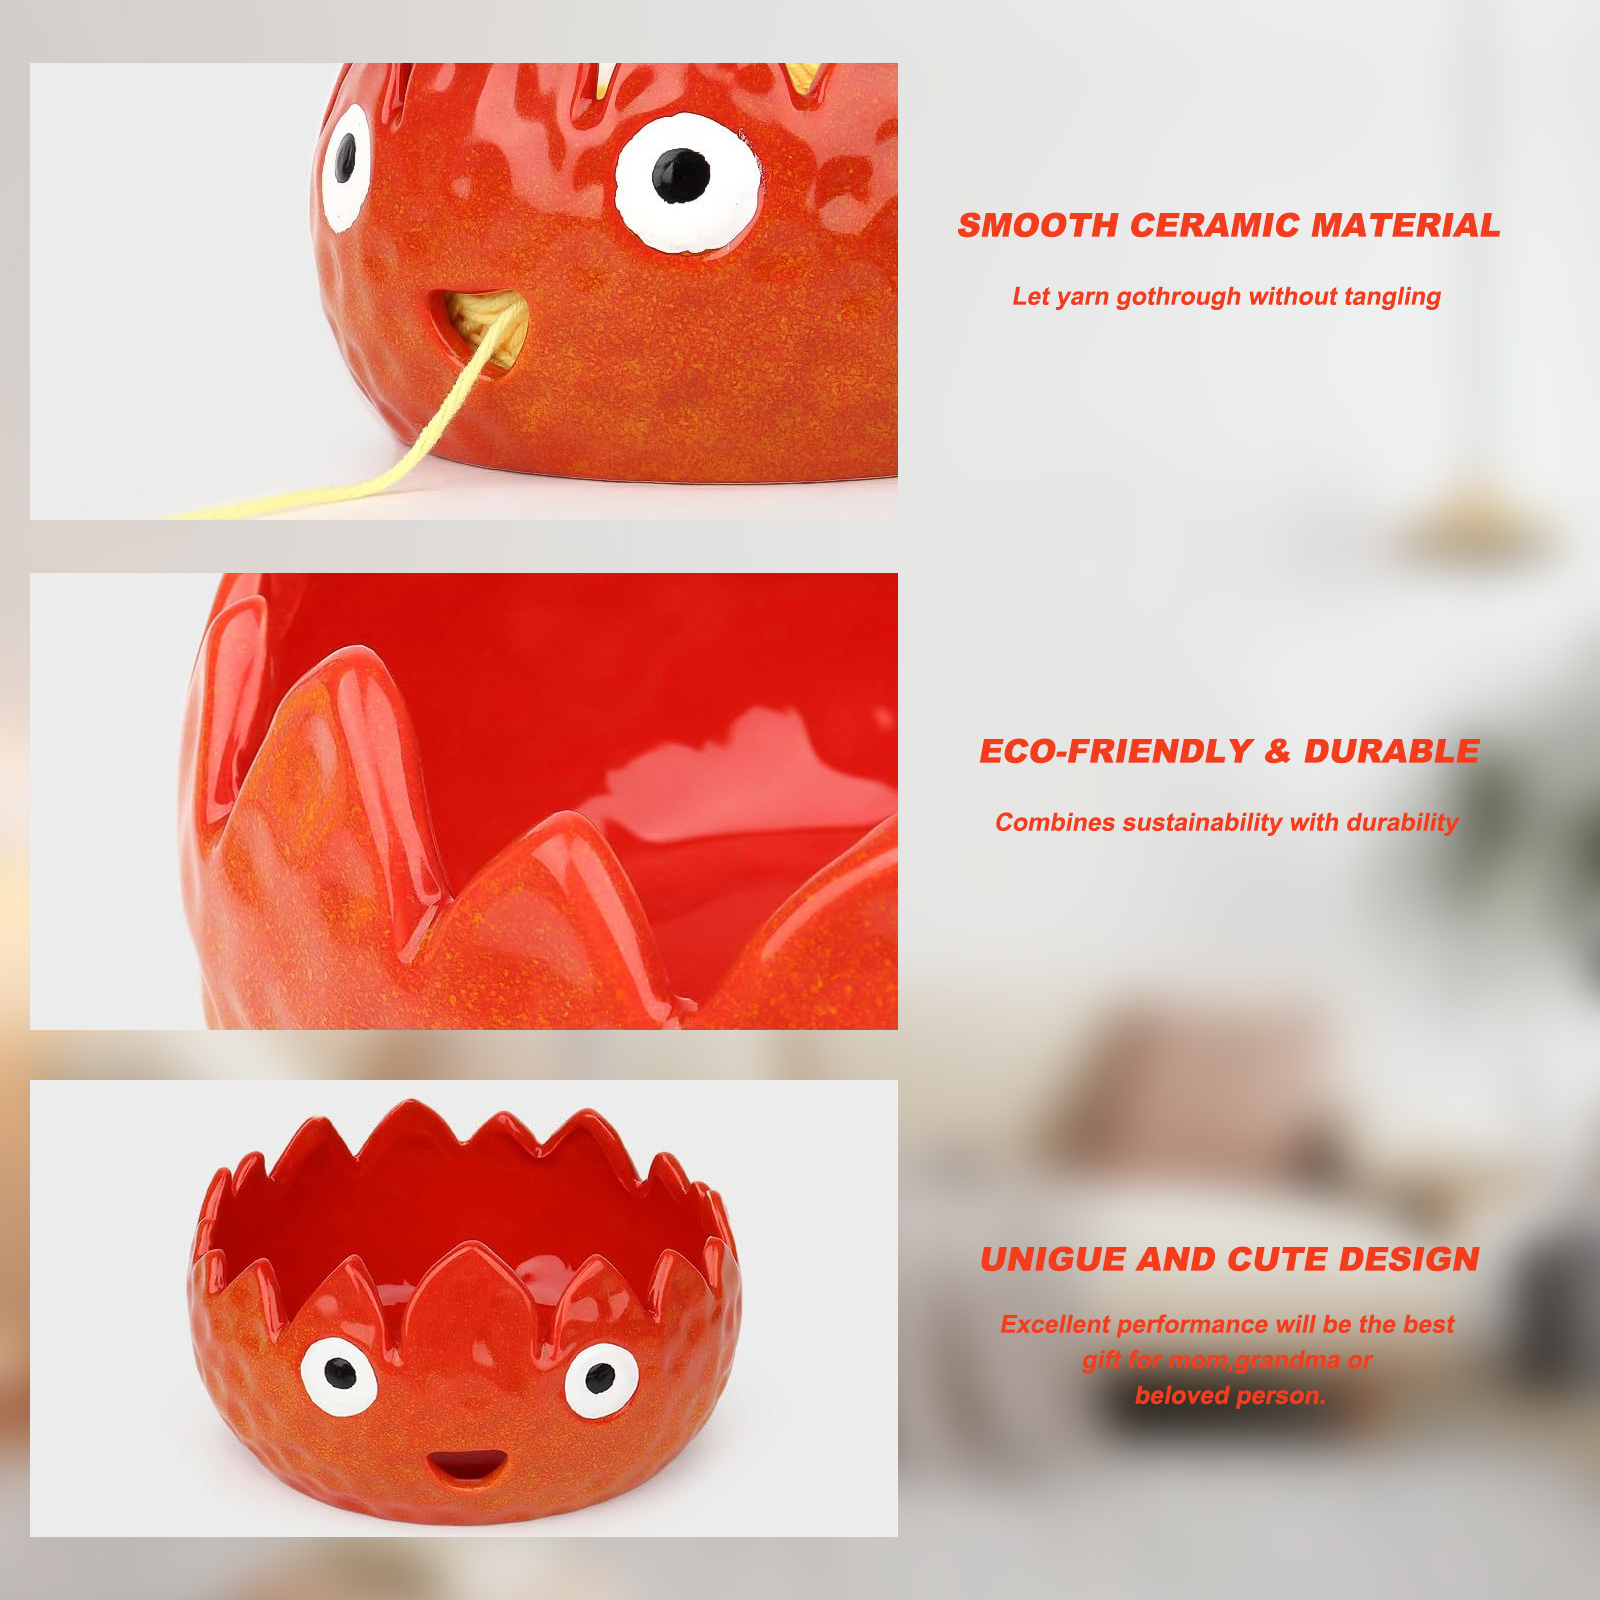 SMOOTH CERAMIC MATERIAL
Let yarn gothrough without tangling
ECO-FRIENDLY & DURABLE
Combines sustainability with durability
UNIGUE AND CUTE DESIGN
Excellent performance will be the best
gift for mom,grandma or
beloved person.